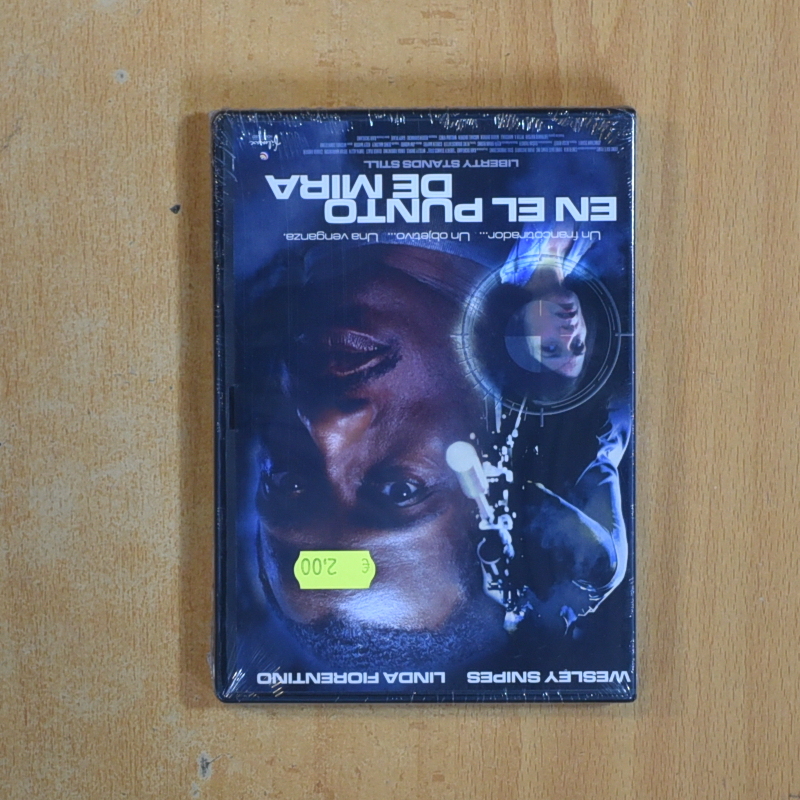 WESLEY SNIPES LINDA FIORENTINO
€ 2,00
Un francotirador... Un objetivo... Una venganza.
EN EL PUNTO
DE MIRA
LIBERTY STANDS STILL